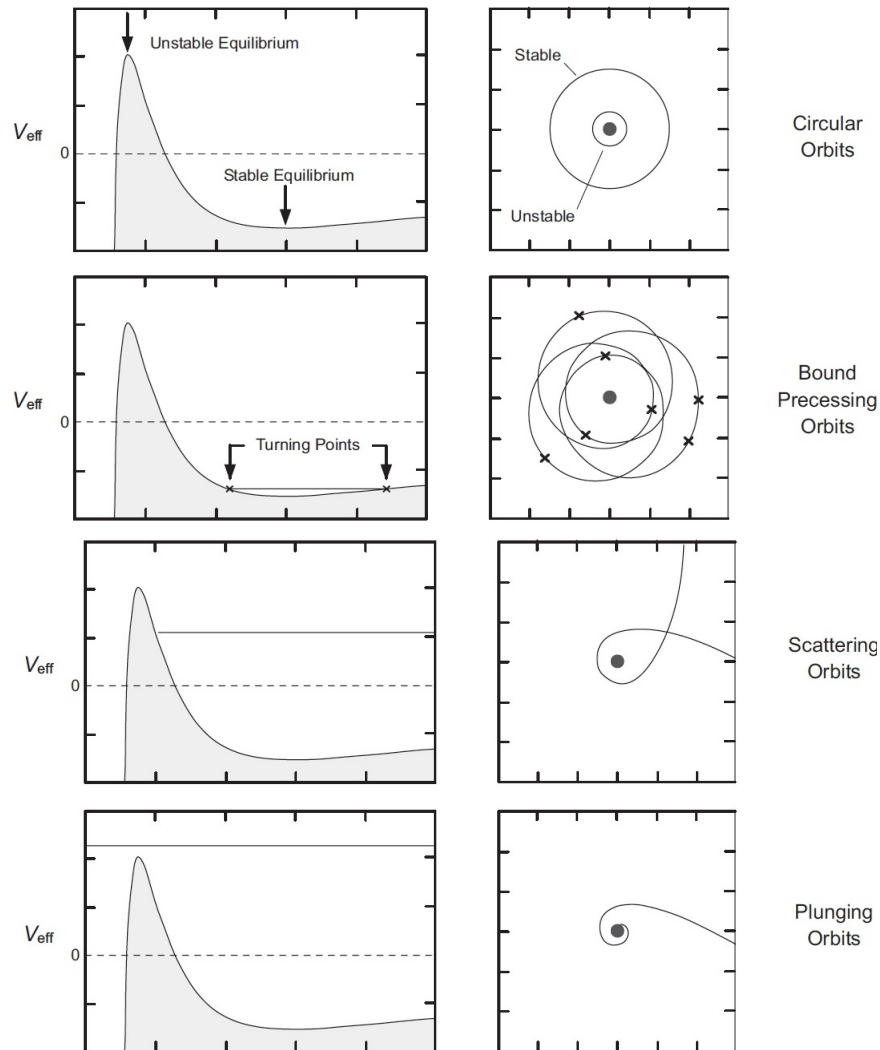 Unstable Equilibrium
V_eff
0
Stable Equilibrium
Stable
Unstable
Circular
Orbits
V_eff
0
Turning Points
Bound
Precessing
Orbits
V_eff
0
Scattering
Orbits
V_eff
0
Plunging
Orbits